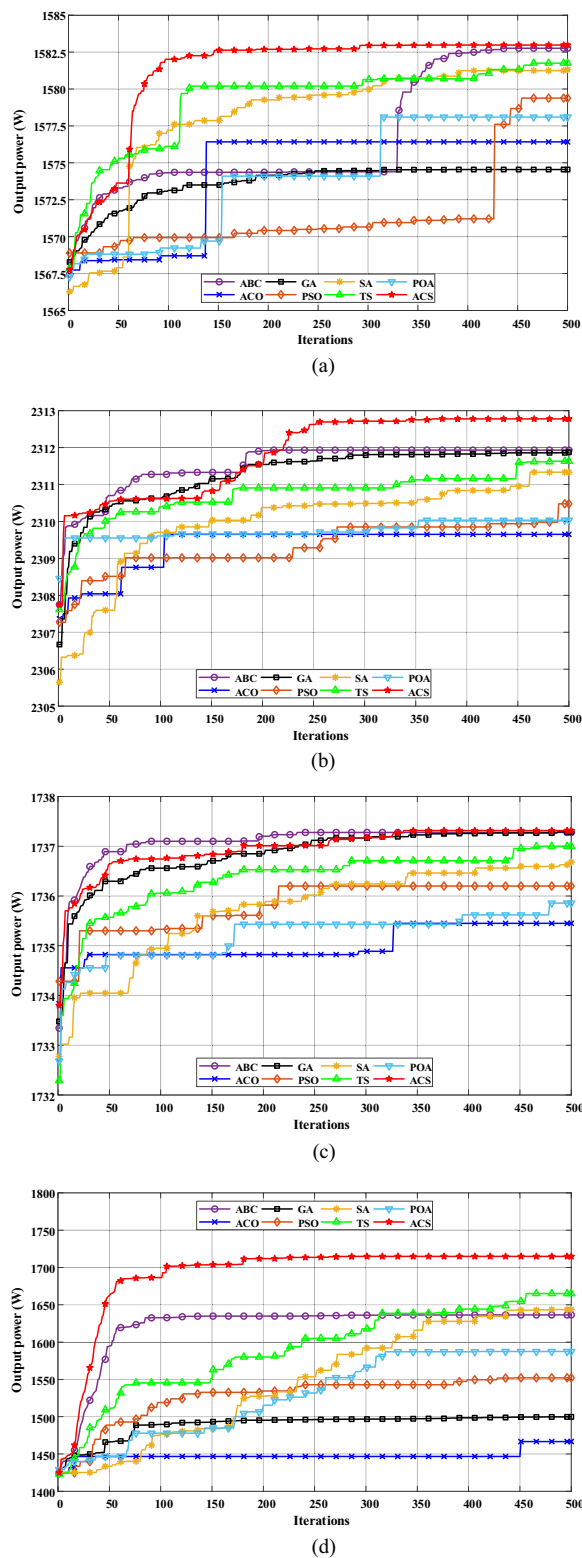 1585
1582.5
1580
1577.5
1575
1572.5
1570
1567.5
1565
Output power (W)
ABC GA SA POA
ACO PSO TS ACS
0 50 100 150 200 250 300 350 400 450 500
Iterations
(a)
2313
2312
2311
2310
2309
2308
2307
2306
2305
Output power (W)
ABC GA SA POA
ACO PSO TS ACS
0 50 100 150 200 250 300 350 400 450 500
Iterations
(b)
1738
1737
1736
1735
1734
1733
1732
Output power (W)
ABC GA SA POA
ACO PSO TS ACS
0 50 100 150 200 250 300 350 400 450 500
Iterations
(c)
1800
1750
1700
1650
1600
1550
1500
1450
1400
Output power (W)
ABC GA SA POA
ACO PSO TS ACS
0 50 100 150 200 250 300 350 400 450 500
Iterations
(d)